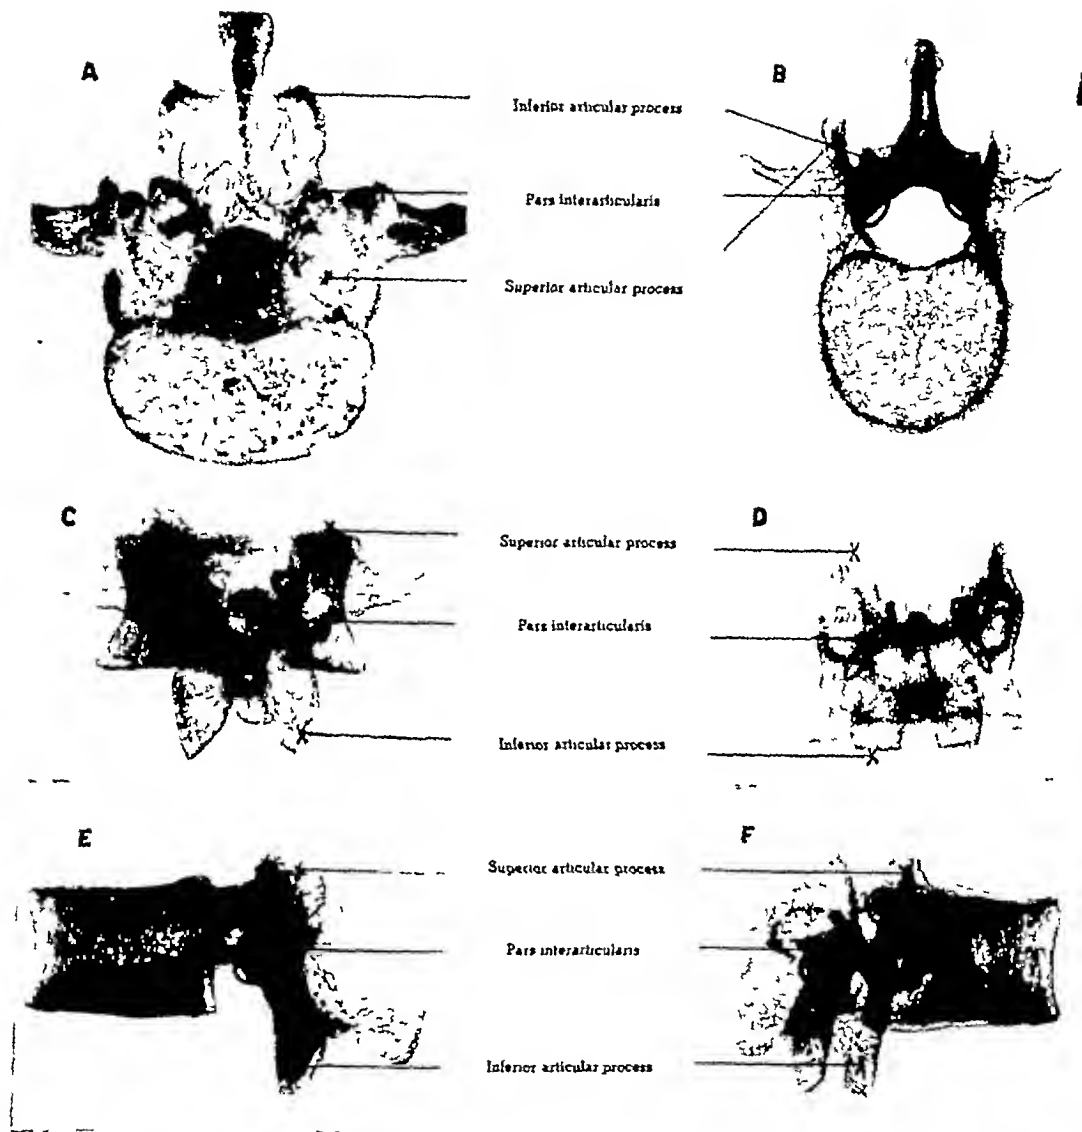 A
B
Inferior articular process
Pars interarticularis
Superior articular process
C
D
Superior articular process
Pars interarticularis
Inferior articular process
E
F
Superior articular process
Pars interarticularis
Inferior articular process